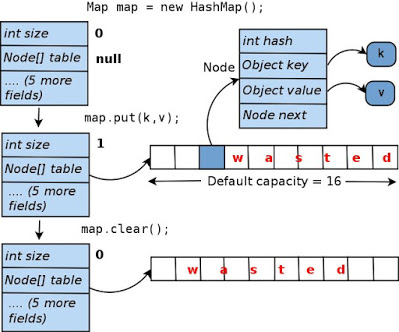 Map map = new HashMap();
int size
0
Node[] table
null
.... (5 more
fields)
Node
int hash
Object key
k
Object value
v
Node next
map.put(k,v);
int size
1
Node[] table
.... (5 more
fields)
w a s t e d
Default capacity = 16
map.clear();
int size
0
Node[] table
.... (5 more
fields)
w a s t e d